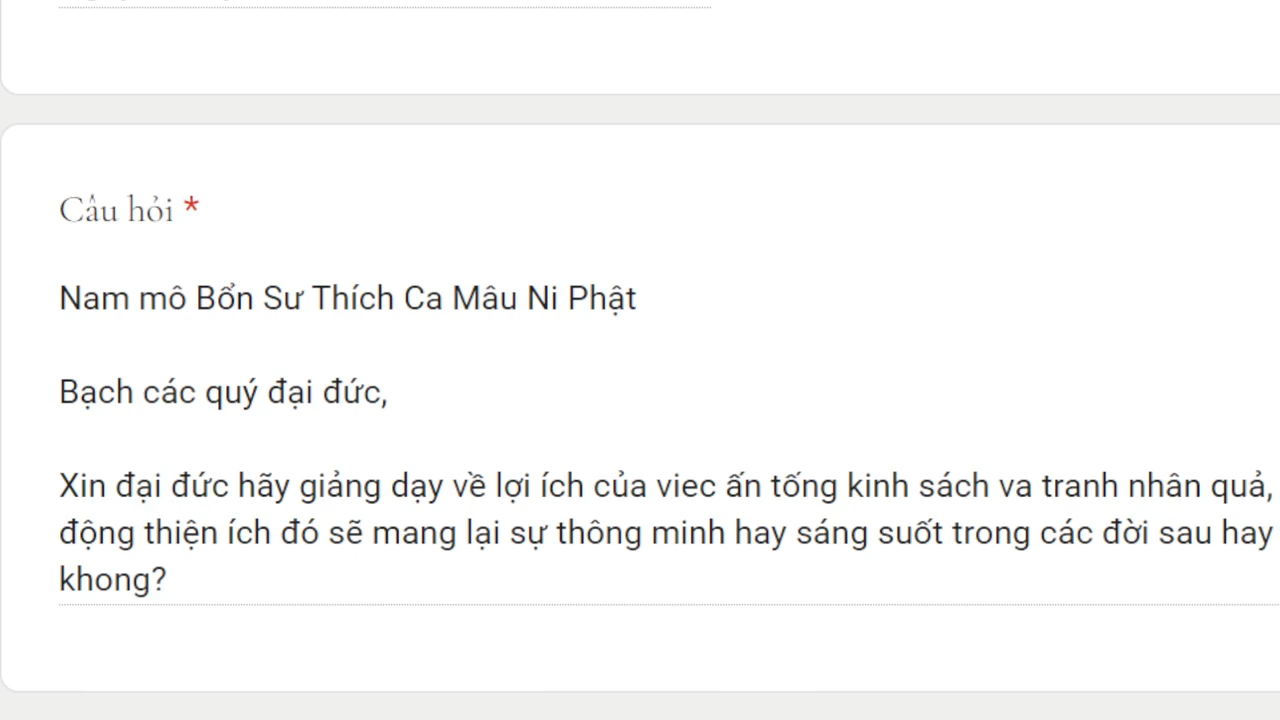 Câu hỏi *
Nam mô Bổn Sư Thích Ca Mâu Ni Phật
Bạch các quý đại đức,
Xin đại đức hãy giảng dạy về lợi ích của viec ấn tống kinh sách va tranh nhân quả,
động thiện ích đó sẽ mang lại sự thông minh hay sáng suốt trong các đời sau hay
khong?